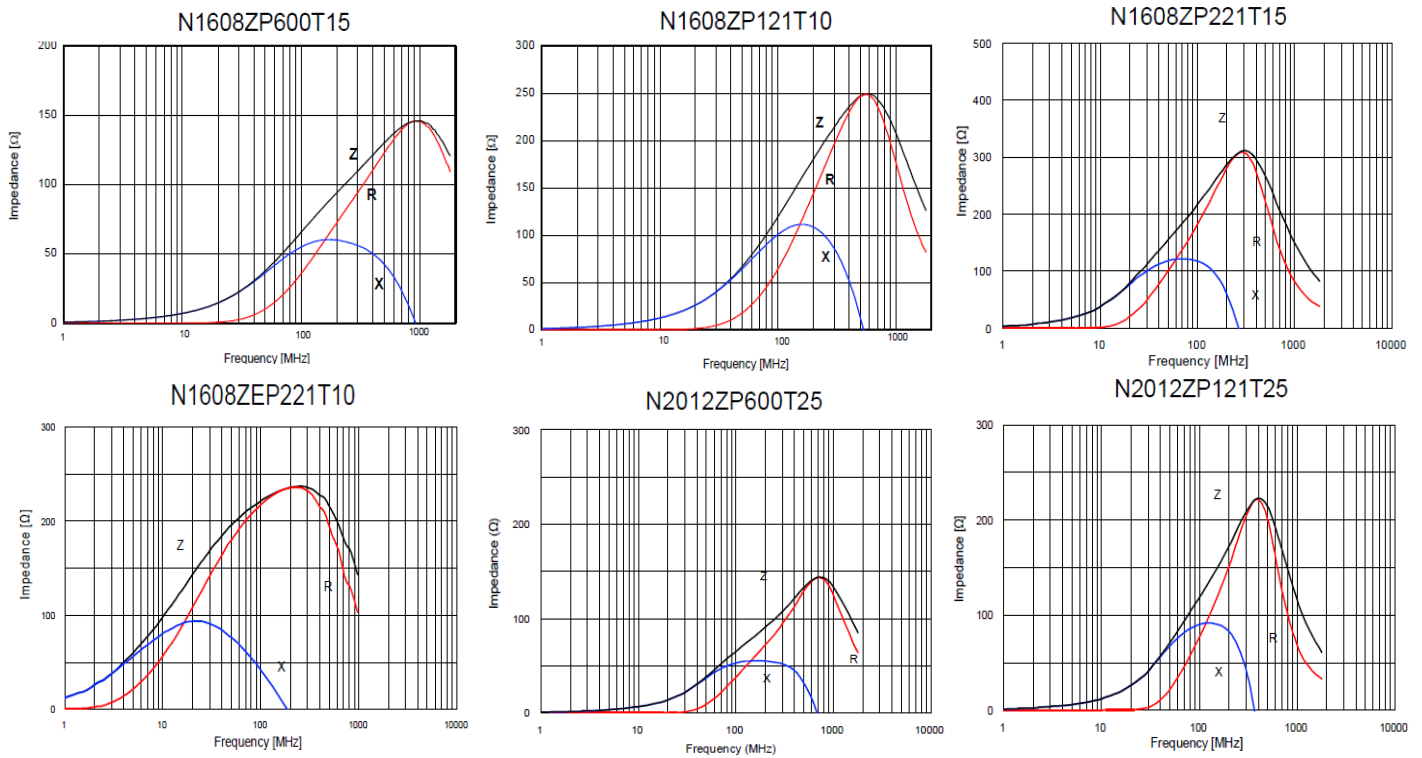 N1608ZP600T15
200
150
100
50
0
Impedance [Ω]
Z
R
X
1 10 100 1000
Frequency [MHz]
N1608ZP121T10
300
250
200
150
100
50
0
Impedance [Ω]
Z
R
X
1 10 100 1000
Frequency [MHz]
N1608ZP221T15
500
400
300
200
100
0
Impedance [Ω]
Z
R
X
1 10 100 1000 10000
Frequency [MHz]
N1608ZEP221T10
300
200
100
0
Impedance [Ω]
Z
R
X
1 10 100 1000 10000
Frequency [MHz]
N2012ZP600T25
300
200
100
0
Impedance (Ω)
Z
R
X
1 10 100 1000 10000
Frequency (MHz)
N2012ZP121T25
300
200
100
0
Impedance [Ω]
Z
R
X
1 10 100 1000 10000
Frequency [MHz]